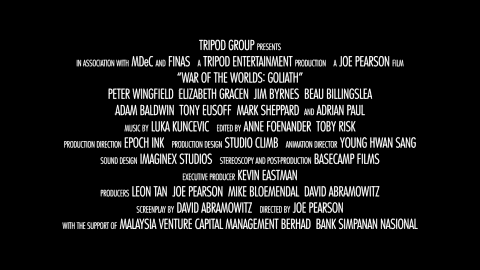 TRIPOD GROUP PRESENTS
IN ASSOCIATION WITH MDeC AND FINAS A TRIPOD ENTERTAINMENT PRODUCTION A JOE PEARSON FILM
"WAR OF THE WORLDS: GOLIATH"
PETER WINGFIELD ELIZABETH GRACEN JIM BYRNES BEAU BILLINGSLEA
ADAM BALDWIN TONY EUSOFF MARK SHEPPARD AND ADRIAN PAUL
MUSIC BY LUKA KUNCEVIC EDITED BY ANNE FOENANDER TOBY RISK
PRODUCTION DIRECTION EPOCH INK PRODUCTION DESIGN STUDIO CLIMB ANIMATION DIRECTOR YOUNG HWAN SANG
SOUND DESIGN IMAGINEX STUDIOS STEREOSCOPY AND POST-PRODUCTION BASECAMP FILMS
EXECUTIVE PRODUCER KEVIN EASTMAN
PRODUCERS LEON TAN JOE PEARSON MIKE BLOEMENDAL DAVID ABRAMOWITZ
SCREENPLAY BY DAVID ABRAMOWITZ DIRECTED BY JOE PEARSON
WITH THE SUPPORT OF MALAYSIA VENTURE CAPITAL MANAGEMENT BERHAD BANK SIMPANAN NASIONAL